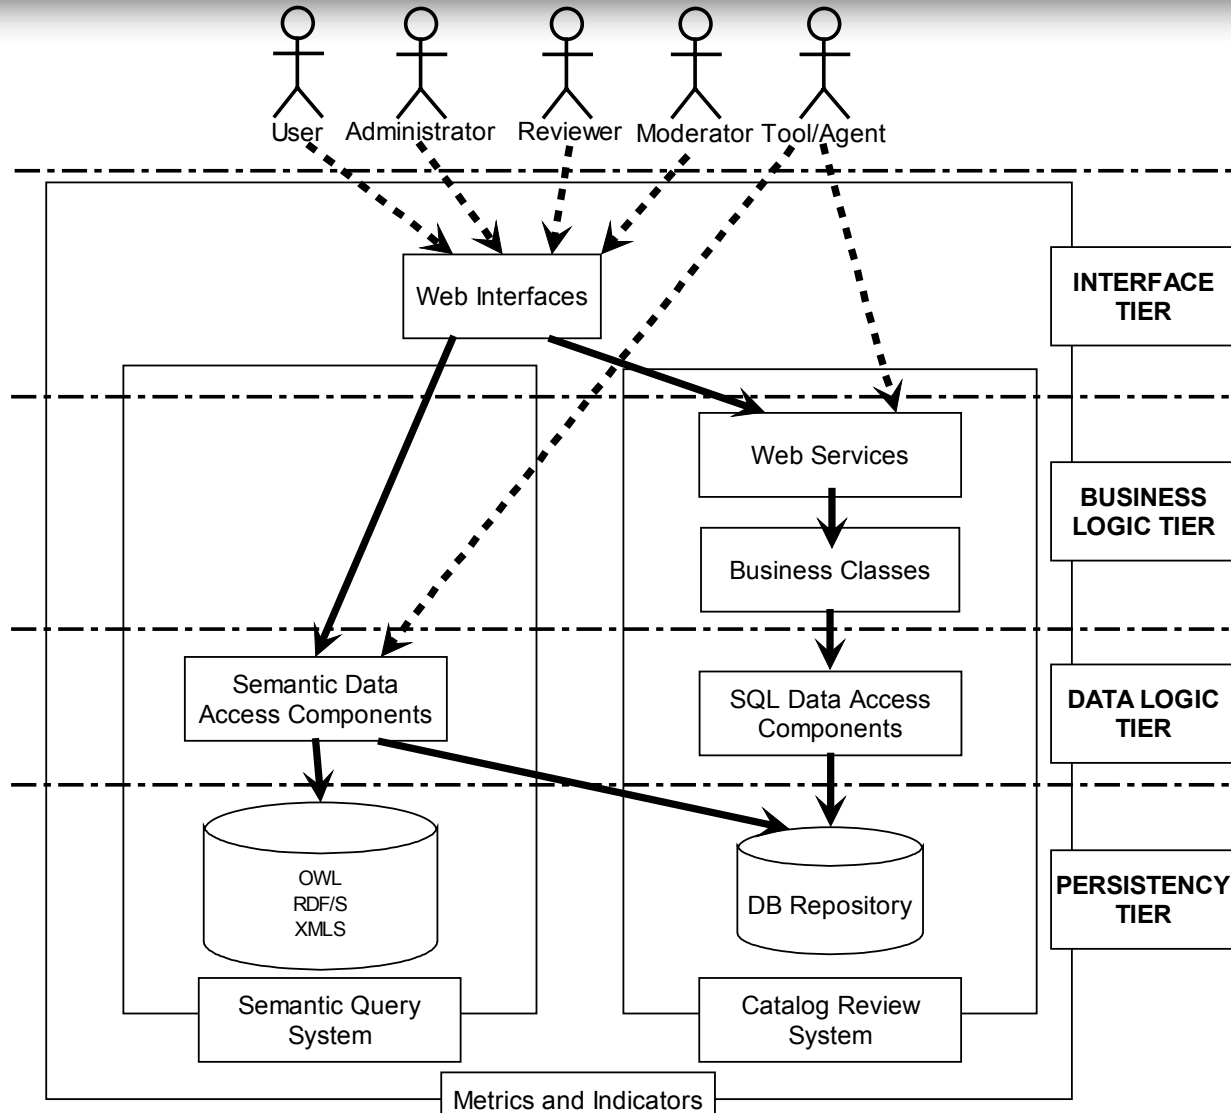 User
Administrator
Reviewer
Moderator
Tool/Agent
Web Interfaces
INTERFACE
TIER
Web Services
BUSINESS
LOGIC TIER
Business Classes
Semantic Data
Access Components
SQL Data Access
Components
DATA LOGIC
TIER
OWL
RDF/S
XMLS
DB Repository
PERSISTENCY
TIER
Semantic Query
System
Catalog Review
System
Metrics and Indicators